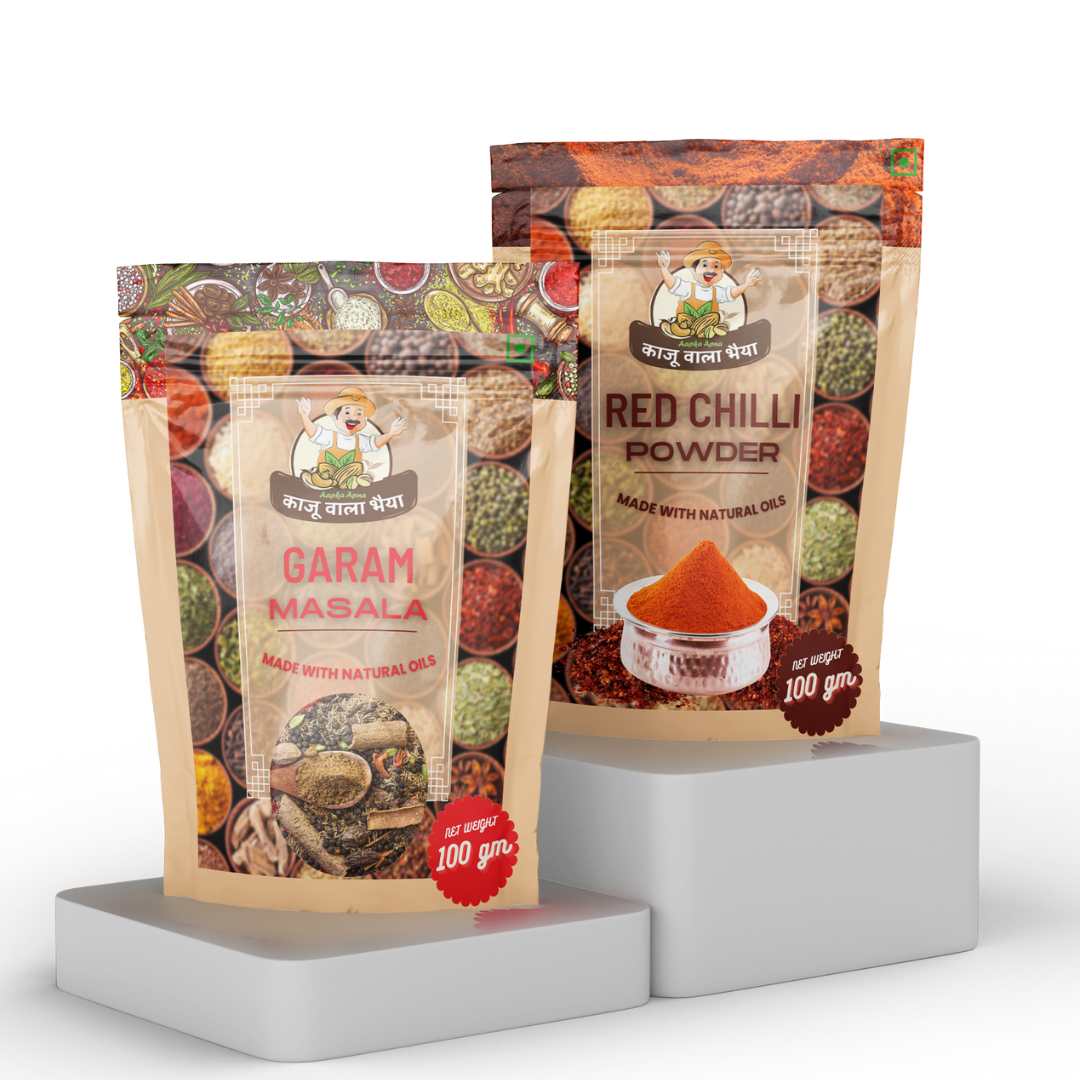 Aapka Apna
काजू वाला भैया
GARAM
MASALA
MADE WITH NATURAL OILS
NET WEIGHT
100 gm
Aapka Apna
काजू वाला भैया
RED CHILLI
POWDER
MADE WITH NATURAL OILS
NET WEIGHT
100 gm